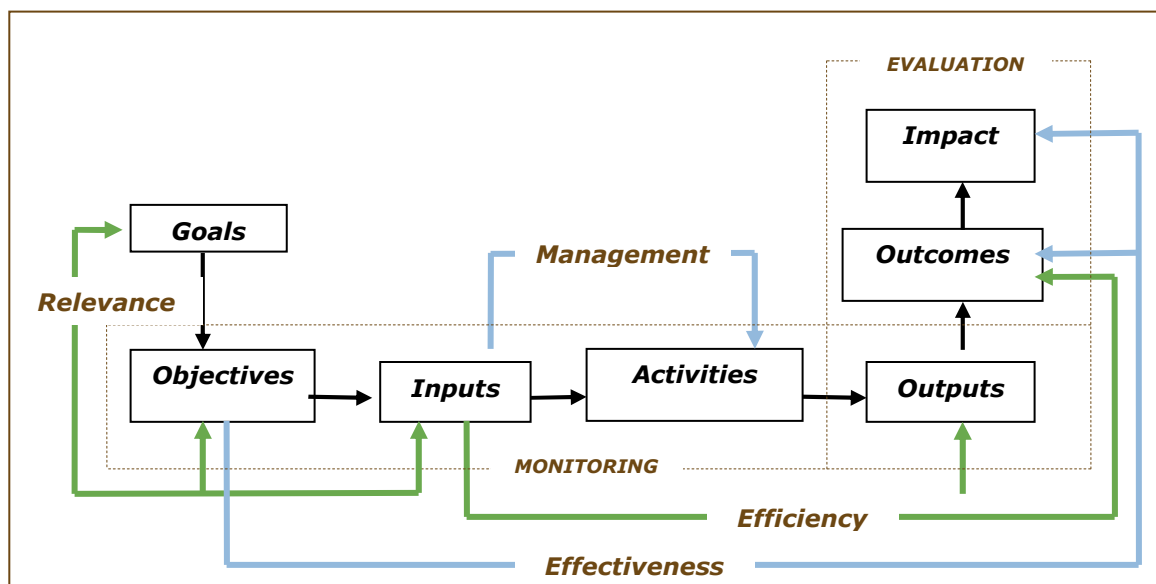 EVALUATION
Impact
Goals
Management
Outcomes
Relevance
Objectives
Inputs
Activities
Outputs
MONITORING
Efficiency
Effectiveness